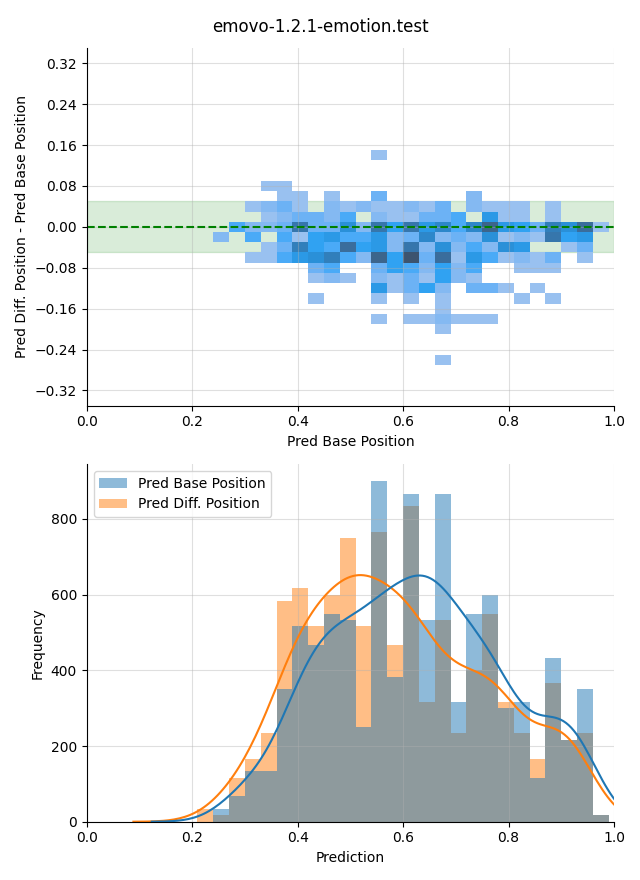 emovo-1.2.1-emotion.test
0.32
0.24
0.16
0.08
0.00
−0.08
−0.16
−0.24
−0.32
Pred Diff. Position - Pred Base Position
0.0 0.2 0.4 0.6 0.8 1.0
Pred Base Position
Pred Base Position
Pred Diff. Position
800
600
400
200
0
Frequency
0.0 0.2 0.4 0.6 0.8 1.0
Prediction